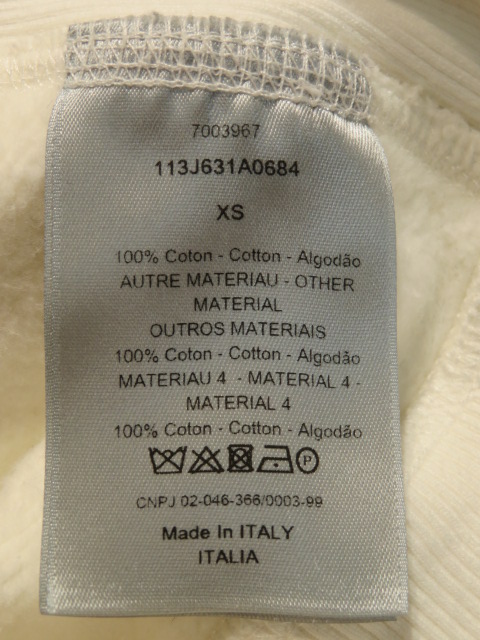 7003967
113J631A0684
XS
100% Coton - Cotton - Algodão
AUTRE MATERIAU - OTHER
MATERIAL
OUTROS MATERIAIS
100% Coton - Cotton - Algodão
MATERIAU 4 - MATERIAL 4 -
MATERIAL 4
100% Coton - Cotton - Algodão
P
CNPJ 02-046-366/0003-99
Made In ITALY
ITALIA